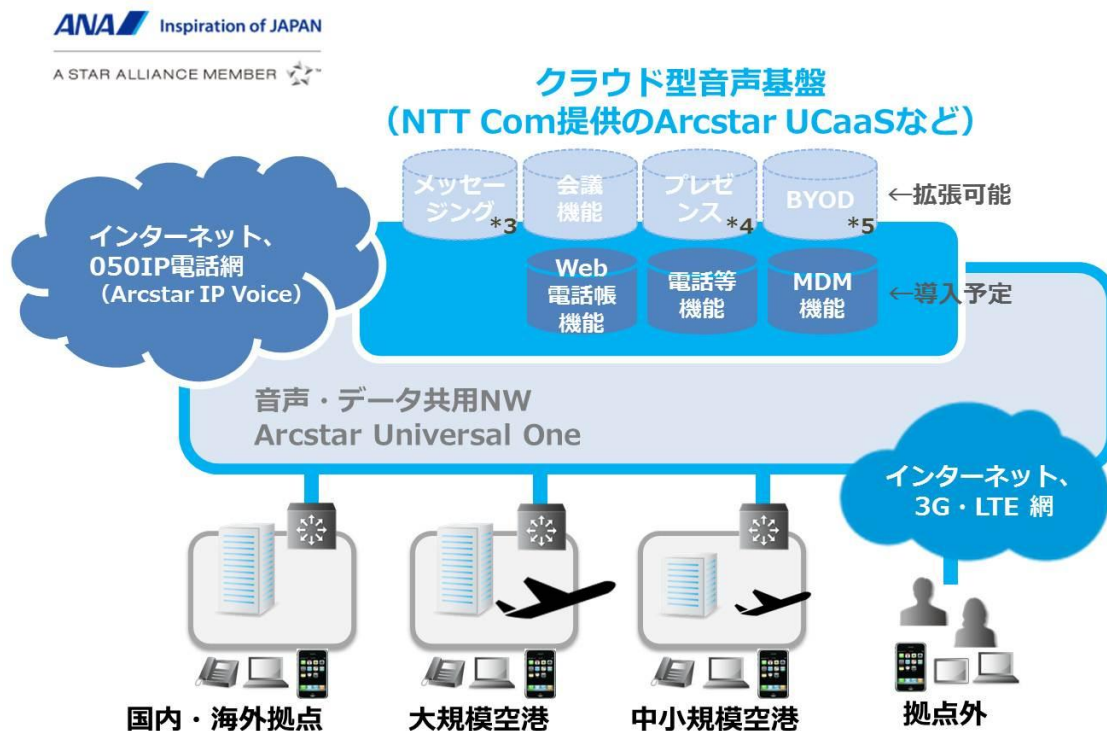 ANA Inspiration of JAPAN
A STAR ALLIANCE MEMBER
クラウド型音声基盤
（NTT Com提供のArcstar UCaaSなど）
メッセー
ジング
*3
会議
機能
プレゼ
ンス
*4
BYOD
*5
←拡張可能
インターネット、
050IP電話網
（Arcstar IP Voice）
Web
電話帳
機能
電話等
機能
MDM
機能
←導入予定
音声・データ共用NW
Arcstar Universal One
インターネット、
3G・LTE 網
国内・海外拠点
大規模空港
中小規模空港
拠点外